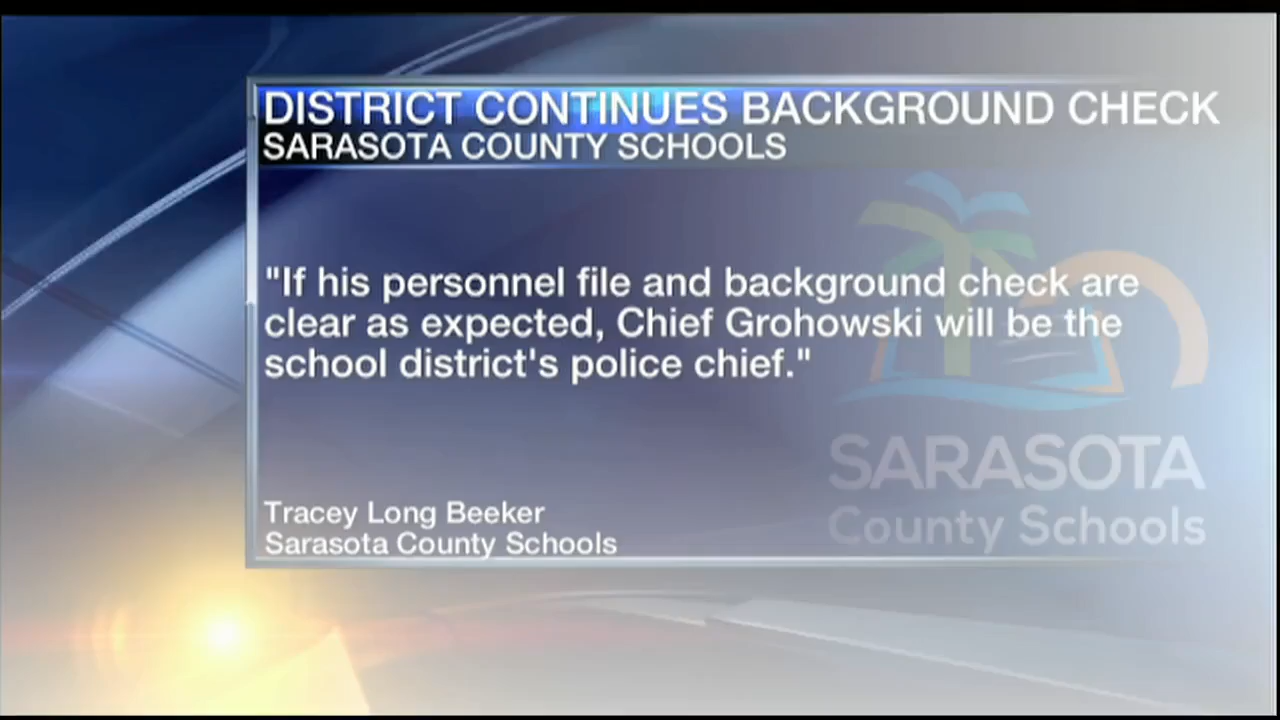 DISTRICT CONTINUES BACKGROUND CHECK
SARASOTA COUNTY SCHOOLS
"If his personnel file and background check are
clear as expected, Chief Grohowski will be the
school district's police chief."
Tracey Long Beeker
Sarasota County Schools
SARASOTA
County Schools